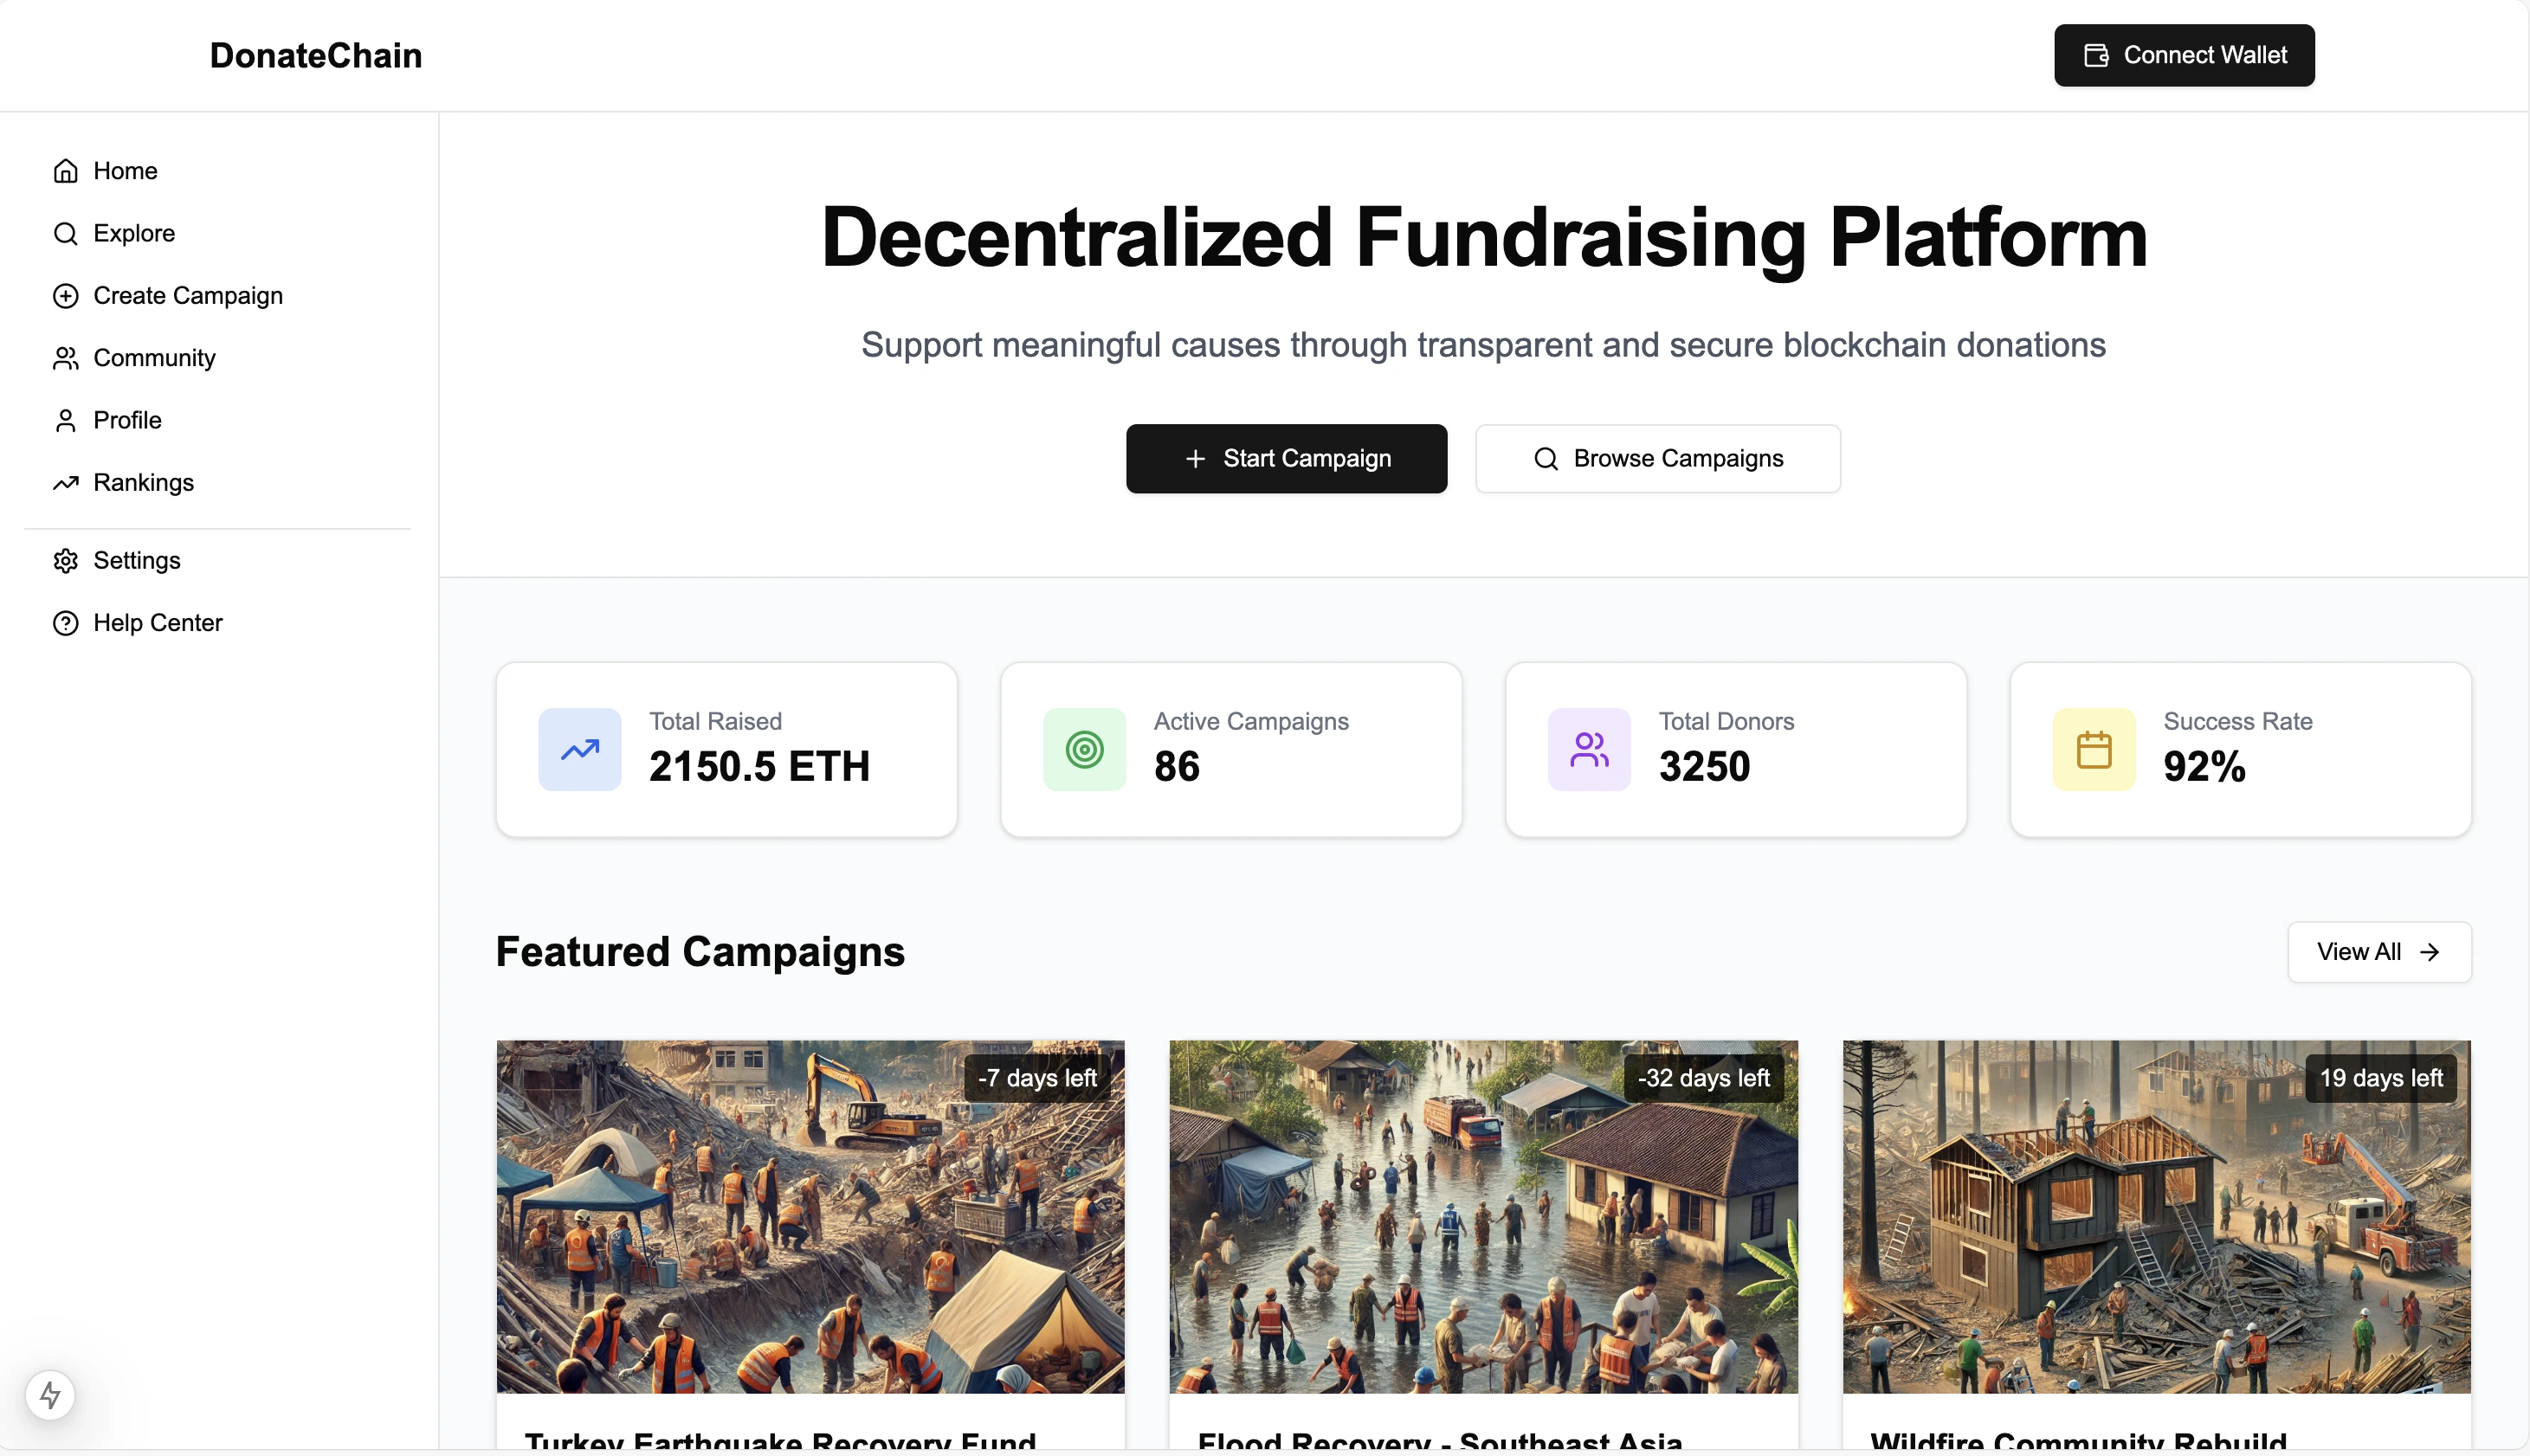 DonateChain
Connect Wallet
Home
Explore
Create Campaign
Community
Profile
Rankings
Settings
Help Center
Decentralized Fundraising Platform
Support meaningful causes through transparent and secure blockchain donations
Start Campaign
Browse Campaigns
Total Raised
2150.5 ETH
Active Campaigns
86
Total Donors
3250
Success Rate
92%
Featured Campaigns
View All
-7 days left
-32 days left
19 days left
Turkey Earthquake Recovery Fund
Flood Recovery - Southeast Asia
Wildfire Community Rebuild